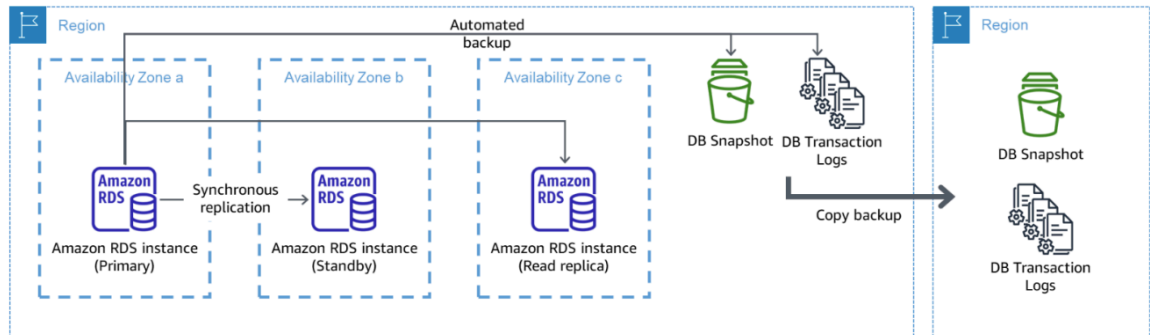 Region
Automated
backup
Region
Availability Zone a
Availability Zone b
Availability Zone c
DB Snapshot
DB Transaction
Logs
Amazon
RDS
Synchronous
replication
Amazon
RDS
Amazon
RDS
Amazon RDS instance
(Primary)
Amazon RDS instance
(Standby)
Amazon RDS instance
(Read replica)
Copy backup
DB Snapshot
DB Transaction
Logs